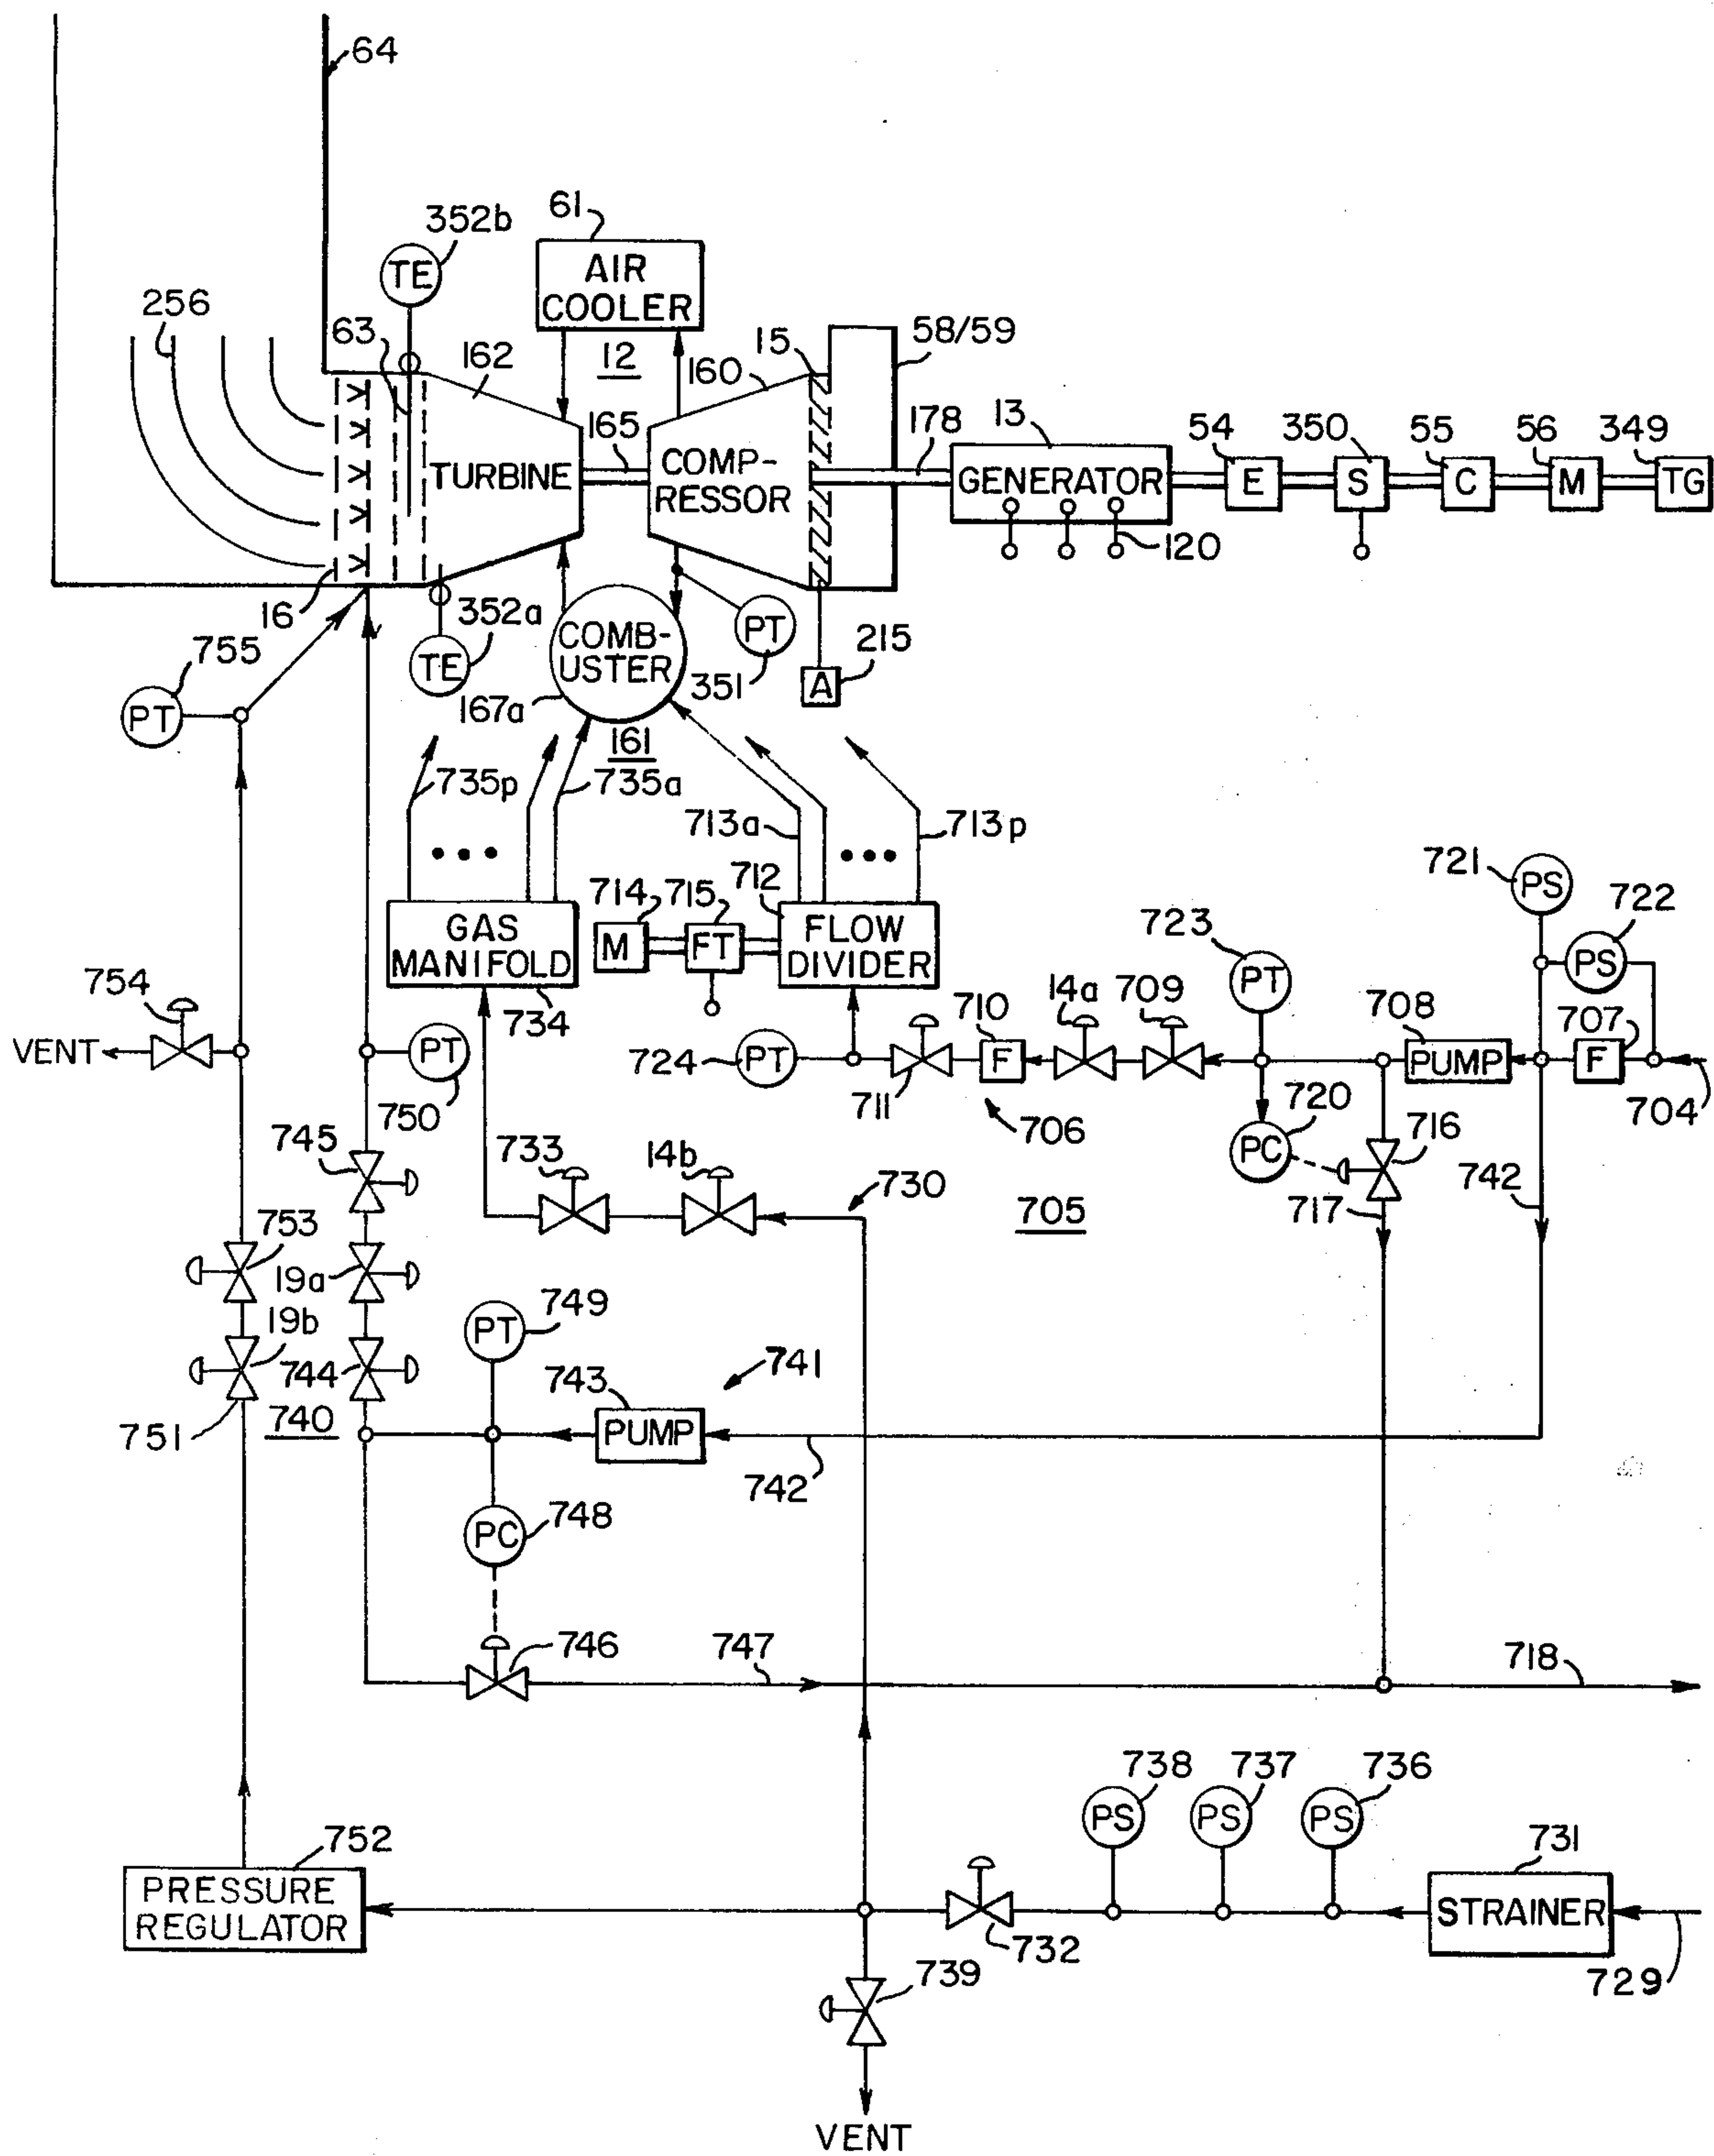 64
61
352b
TE
AIR
COOLER
256
63
162
12
160
15
58/59
165
178
13
54
350
55
56
349
TURBINE
COMP-
RESSOR
GENERATOR
E
S
C
M
TG
120
16
352a
TE
COMB-
USTER
PT
351
215
A
755
PT
167a
161
735p
735a
713a
713p
721
PS
722
PS
712
714
715
723
GAS
MANIFOLD
M
FT
FLOW
DIVIDER
PT
754
734
710
14a
709
708
707
VENT
PT
750
724
PT
711
F
706
PUMP
F
704
720
PC
716
745
733
14b
730
742
717
705
753
19a
749
PT
19b
744
743
741
751
740
PUMP
742
PC
748
746
747
718
738
737
736
PS
PS
PS
752
731
PRESSURE
REGULATOR
STRAINER
732
729
739
VENT